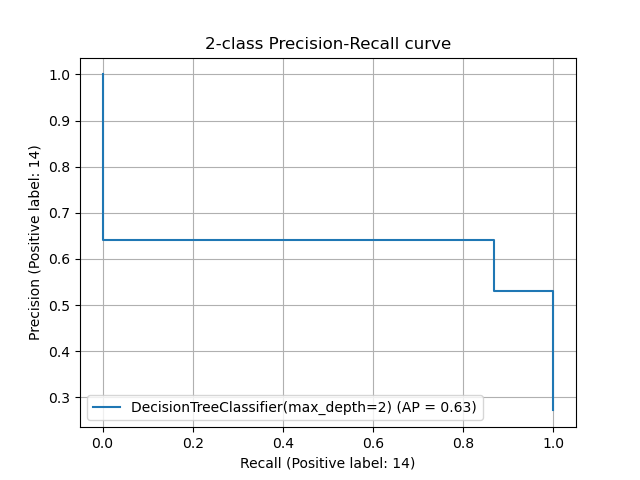 2-class Precision-Recall curve
Precision (Positive label: 14)
1.0
0.9
0.8
0.7
0.6
0.5
0.4
0.3
DecisionTreeClassifier(max_depth=2) (AP = 0.63)
0.0 0.2 0.4 0.6 0.8 1.0
Recall (Positive label: 14)